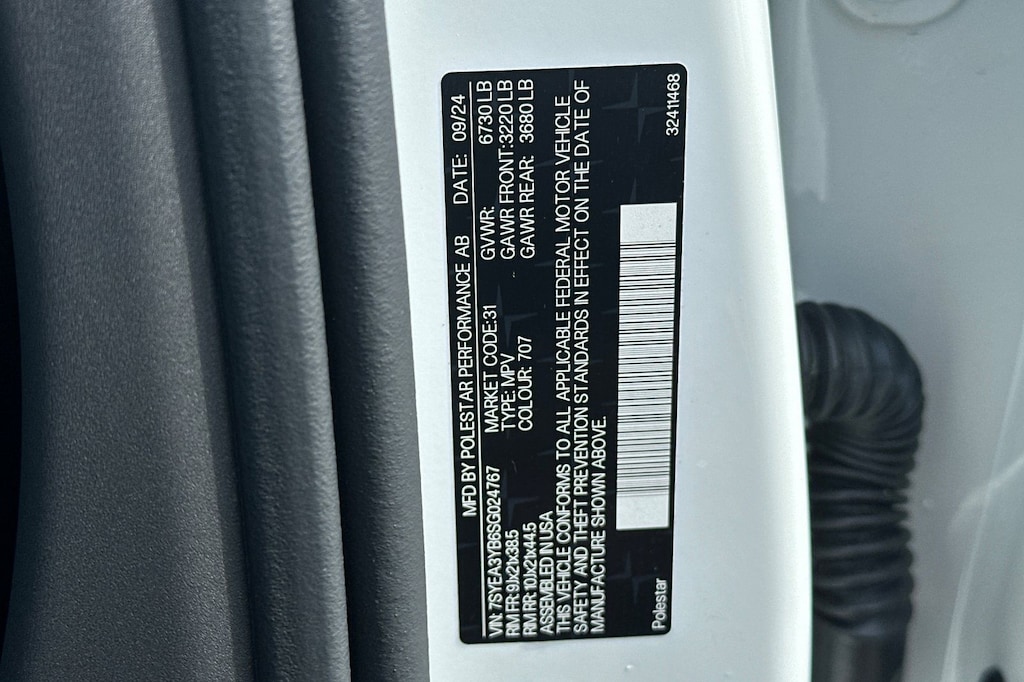 MFD BY POLESTAR PERFORMANCE AB DATE: 09/24
VIN: 7SYEA3YB6SG024767 MARKET CODE:31 GVWR: 6730 LB
RIM FR: 9Jx21x38.5 TYPE: MPV GAWR FRONT:3220 LB
RIM RR: 10Jx21x44.5 COLOUR: 707 GAWR REAR: 3680 LB
ASSEMBLED IN USA
THIS VEHICLE CONFORMS TO ALL APPLICABLE FEDERAL MOTOR VEHICLE
SAFETY AND THEFT PREVENTION STANDARDS IN EFFECT ON THE DATE OF
MANUFACTURE SHOWN ABOVE.
Polestar 32411468